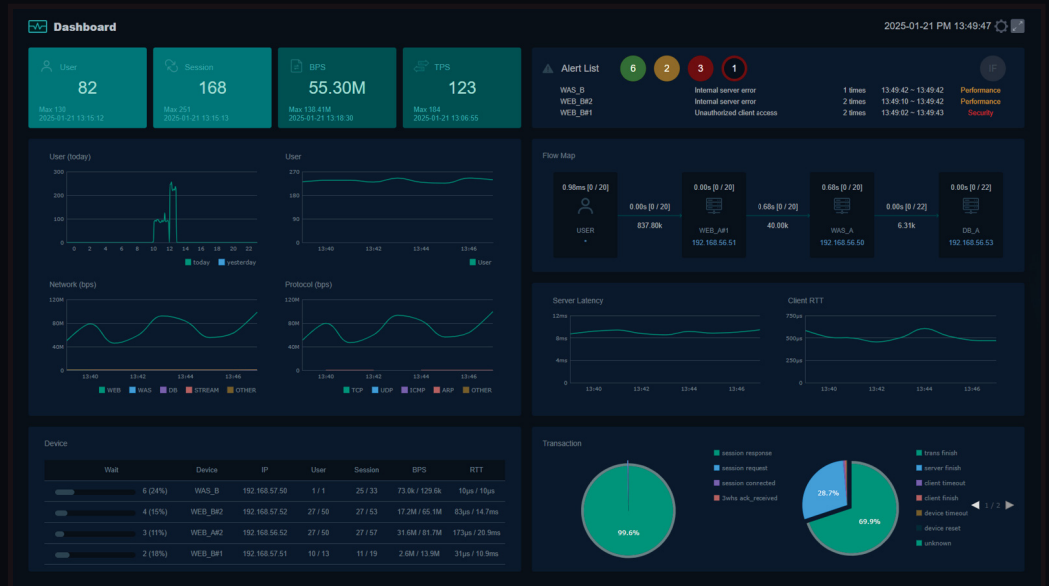 Dashboard
2025-01-21 PM 13:49:47
User
82
Max 130
2025-01-21 13:15:12
Session
168
Max 251
2025-01-21 13:15:13
BPS
55.30M
Max 138.41M
2025-01-21 13:10:30
TPS
123
Max 184
2025-01-21 13:06:55
Alert List
6 2 3 1
IF
WAS_B Internal server error 1 times 13:49:42 ~ 13:49:42 Performance
WEB_B#2 Internal server error 2 times 13:49:10 ~ 13:49:42 Performance
WEB_B#1 Unauthorized client access 2 times 13:49:02 ~ 13:49:43 Security
User (today)
300
200
100
0
0 2 4 6 8 10 12 14 16 18 20 22
today yesterday
User
270
180
90
0
13:40 13:42 13:44 13:46
User
Flow Map
0.98ms [0 / 20]
USER
*
0.00s [0 / 20]
837.80k
0.00s [0 / 20]
WEB_A#1
192.168.56.51
0.68s [0 / 20]
40.00k
0.68s [0 / 20]
WAS_A
192.168.56.50
0.00s [0 / 22]
6.31k
0.00s [0 / 22]
DB_A
192.168.56.53
Network (bps)
120M
80M
40M
0
13:40 13:42 13:44 13:46
WEB WAS DB STREAM OTHER
Protocol (bps)
120M
80M
40M
0
13:40 13:42 13:44 13:46
TCP UDP ICMP ARP OTHER
Server Latency
12ms
8ms
4ms
0
13:40 13:42 13:44 13:46
Client RTT
750μs
500μs
250μs
0
13:40 13:42 13:44 13:46
Device
Wait Device IP User Session BPS RTT
6 (24%) WAS_B 192.168.57.50 1 / 1 25 / 33 73.0k / 129.6k 10μs / 10μs
4 (15%) WEB_B#2 192.168.57.52 27 / 50 27 / 53 17.2M / 65.1M 83μs / 14.7ms
3 (11%) WEB_A#2 192.168.56.52 27 / 50 27 / 57 31.6M / 81.7M 173μs / 20.9ms
2 (18%) WEB_B#1 192.168.57.51 10 / 13 11 / 19 2.6M / 13.9M 31μs / 10.9ms
Transaction
99.6%
session response
session request
session connected
3whs ack_received
28.7%
69.9%
trans finish
server finish
client timeout
client finish
device timeout
device reset
unknown
1 / 2